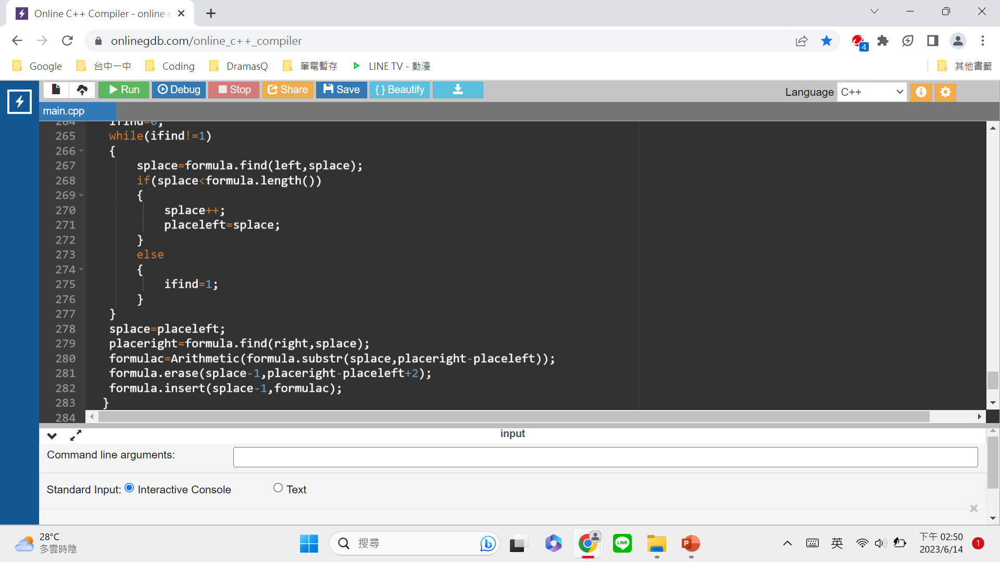 Online C++ Compiler - online e
onlinegdb.com/online_c++_compiler
4
Google 台中一中 Coding DramasQ 筆電暫存 LINE TV - 動漫 其他書籤
Run Debug Stop Share Save { } Beautify Language C++
main.cpp
264 ifind=0;
265 while(ifind!=1)
266 {
267 splace=formula.find(left,splace);
268 if(splace<formula.length())
269 {
270 splace++;
271 placeleft=splace;
272 }
273 else
274 {
275 ifind=1;
276 }
277 }
278 splace=placeleft;
279 placeright=formula.find(right,splace);
280 formulac=Arithmetic(formula.substr(splace,placeright-placeleft));
281 formula.erase(splace-1,placeright-placeleft+2);
282 formula.insert(splace-1,formulac);
283 }
284
input
Command line arguments:
Standard Input: Interactive Console Text
28°C
多雲時陰
搜尋
LINE
P
英
下午 02:50
2023/6/14
1